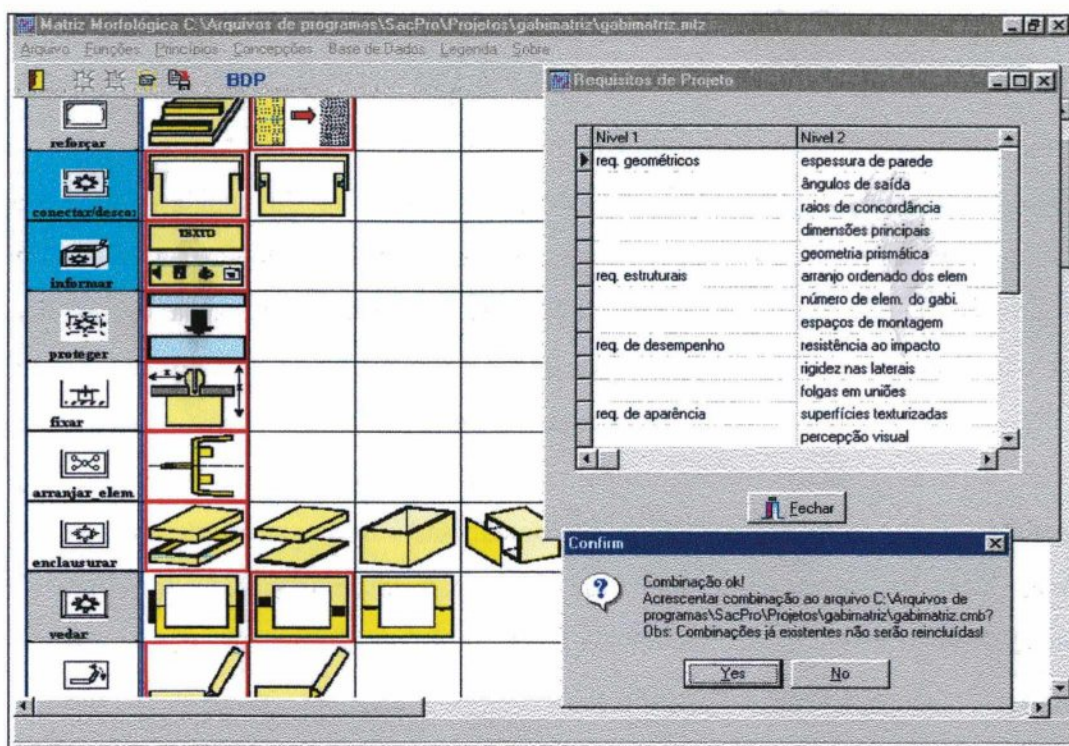 Matriz Morfológica C:\Arquivos de programas\SacPro\Projetos\gabimatriz\gabimatriz.mtz
Arquivo Funções Princípios Concepções Base de Dados Legenda Sobre
BDP
reforçar
conectar/desco
informar
TEXTO
proteger
fixar
arranjar_elem
enclausurar
vedar
Requisitos de Projeto
Nivel 1 Nivel 2
req. geométricos espessura de parede
ângulos de saída
raios de concordância
dimensões principais
geometria prismática
req. estruturais arranjo ordenado dos elem
número de elem. do gabi.
espaços de montagem
req. de desempenho resistência ao impacto
rigidez nas laterais
folgas em uniões
req. de aparência superfícies texturizadas
percepção visual
Fechar
Confirm
Combinação ok!
Acrescentar combinação ao arquivo C:\Arquivos de
programas\SacPro\Projetos\gabimatriz\gabimatriz.cmb?
Obs: Combinações já existentes não serão reincluídas!
Yes No